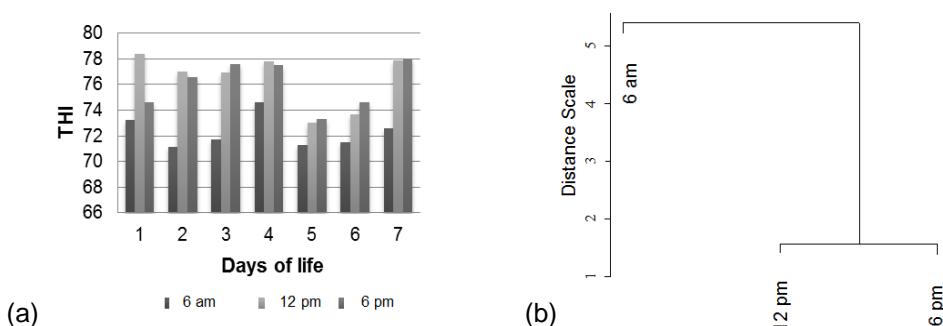 80
78
76
74
72
70
68
66
THI
1 2 3 4 5 6 7
Days of life
6 am 12 pm 6 pm
(a)
5
4
3
2
1
Distance Scale
6 am
12 pm
6 pm
(b)